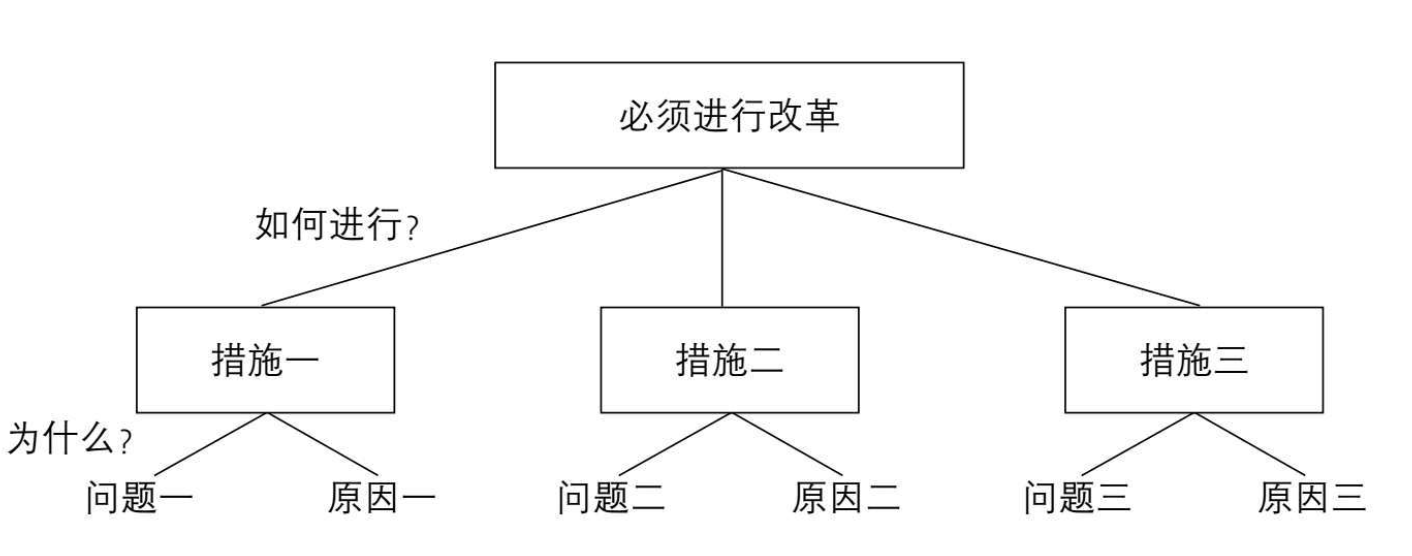 必须进行改革
如何进行？
措施一
措施二
措施三
为什么？
问题一
原因一
问题二
原因二
问题三
原因三